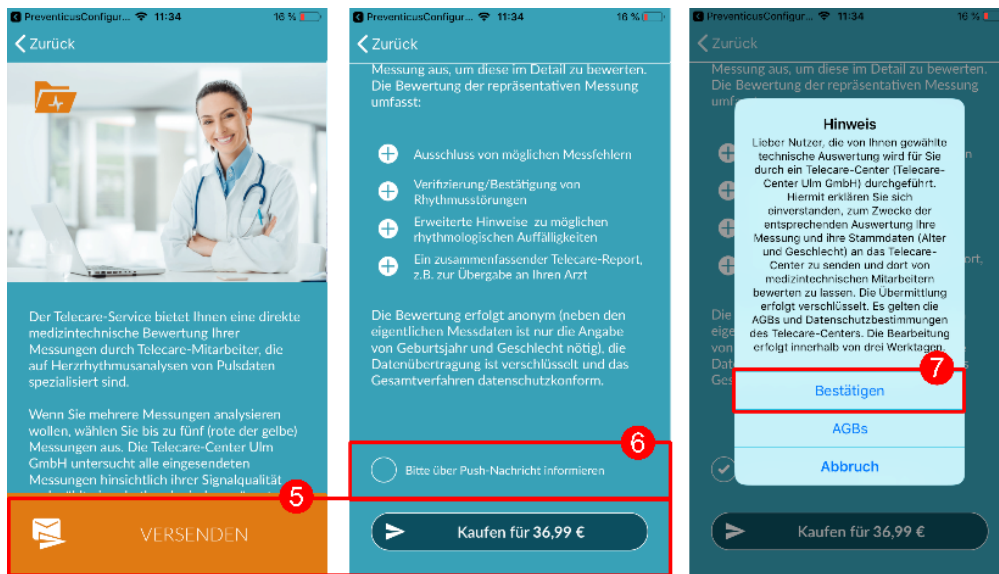 PreventicusConfigur... 11:34 16 %
Zurück
Der Telecare-Service bietet Ihnen eine direkte
medizintechnische Bewertung Ihrer
Messungen durch Telecare-Mitarbeiter, die
auf Herzrhythmusanalysen von Pulsdaten
spezialisiert sind.
Wenn Sie mehrere Messungen analysieren
wollen, wählen Sie bis zu fünf (rote der gelbe)
Messungen aus. Die Telecare-Center Ulm
GmbH untersucht alle eingesendeten
Messungen hinsichtlich ihrer Signalqualität
5
VERSENDEN
PreventicusConfigur... 11:34 16 %
Zurück
Messung aus, um diese im Detail zu bewerten.
Die Bewertung der repräsentativen Messung
umfasst:
Ausschluss von möglichen Messfehlern
Verifizierung/Bestätigung von
Rhythmusstörungen
Erweiterte Hinweise zu möglichen
rhythmologischen Auffälligkeiten
Ein zusammenfassender Telecare-Report,
z.B. zur Übergabe an Ihren Arzt
Die Bewertung erfolgt anonym (neben den
eigentlichen Messdaten ist nur die Angabe
von Geburtsjahr und Geschlecht nötig), die
Datenübertragung ist verschlüsselt und das
Gesamtverfahren datenschutzkonform.
6
Bitte über Push-Nachricht informieren
Kaufen für 36,99 €
PreventicusConfigur... 11:34 16 %
Zurück
Messung aus, um diese im Detail zu bewerten.
Die Bewertung der repräsentativen Messung
Hinweis
Lieber Nutzer, die von Ihnen gewählte
technische Auswertung wird für Sie
durch ein Telecare-Center (Telecare-
Center Ulm GmbH) durchgeführt.
Hiermit erklären Sie sich
einverstanden, zum Zwecke der
entsprechenden Auswertung Ihre
Messung und ihre Stammdaten (Alter
und Geschlecht) an das Telecare-
Center zu senden und dort von
medizintechnischen Mitarbeitern
bewerten zu lassen. Die Übermittlung
erfolgt verschlüsselt. Es gelten die
AGBs und Datenschutzbestimmungen
des Telecare-Centers. Die Bearbeitung
erfolgt innerhalb von drei Werktagen.
7
Bestätigen
AGBs
Abbruch
Kaufen für 36,99 €